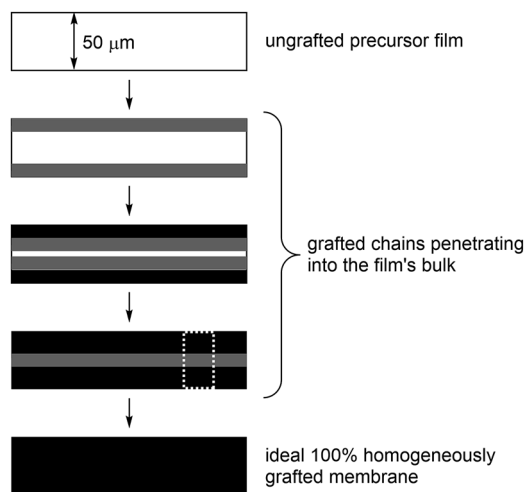 50 μm
ungrafted precursor film
grafted chains penetrating
into the film's bulk
ideal 100% homogeneously
grafted membrane